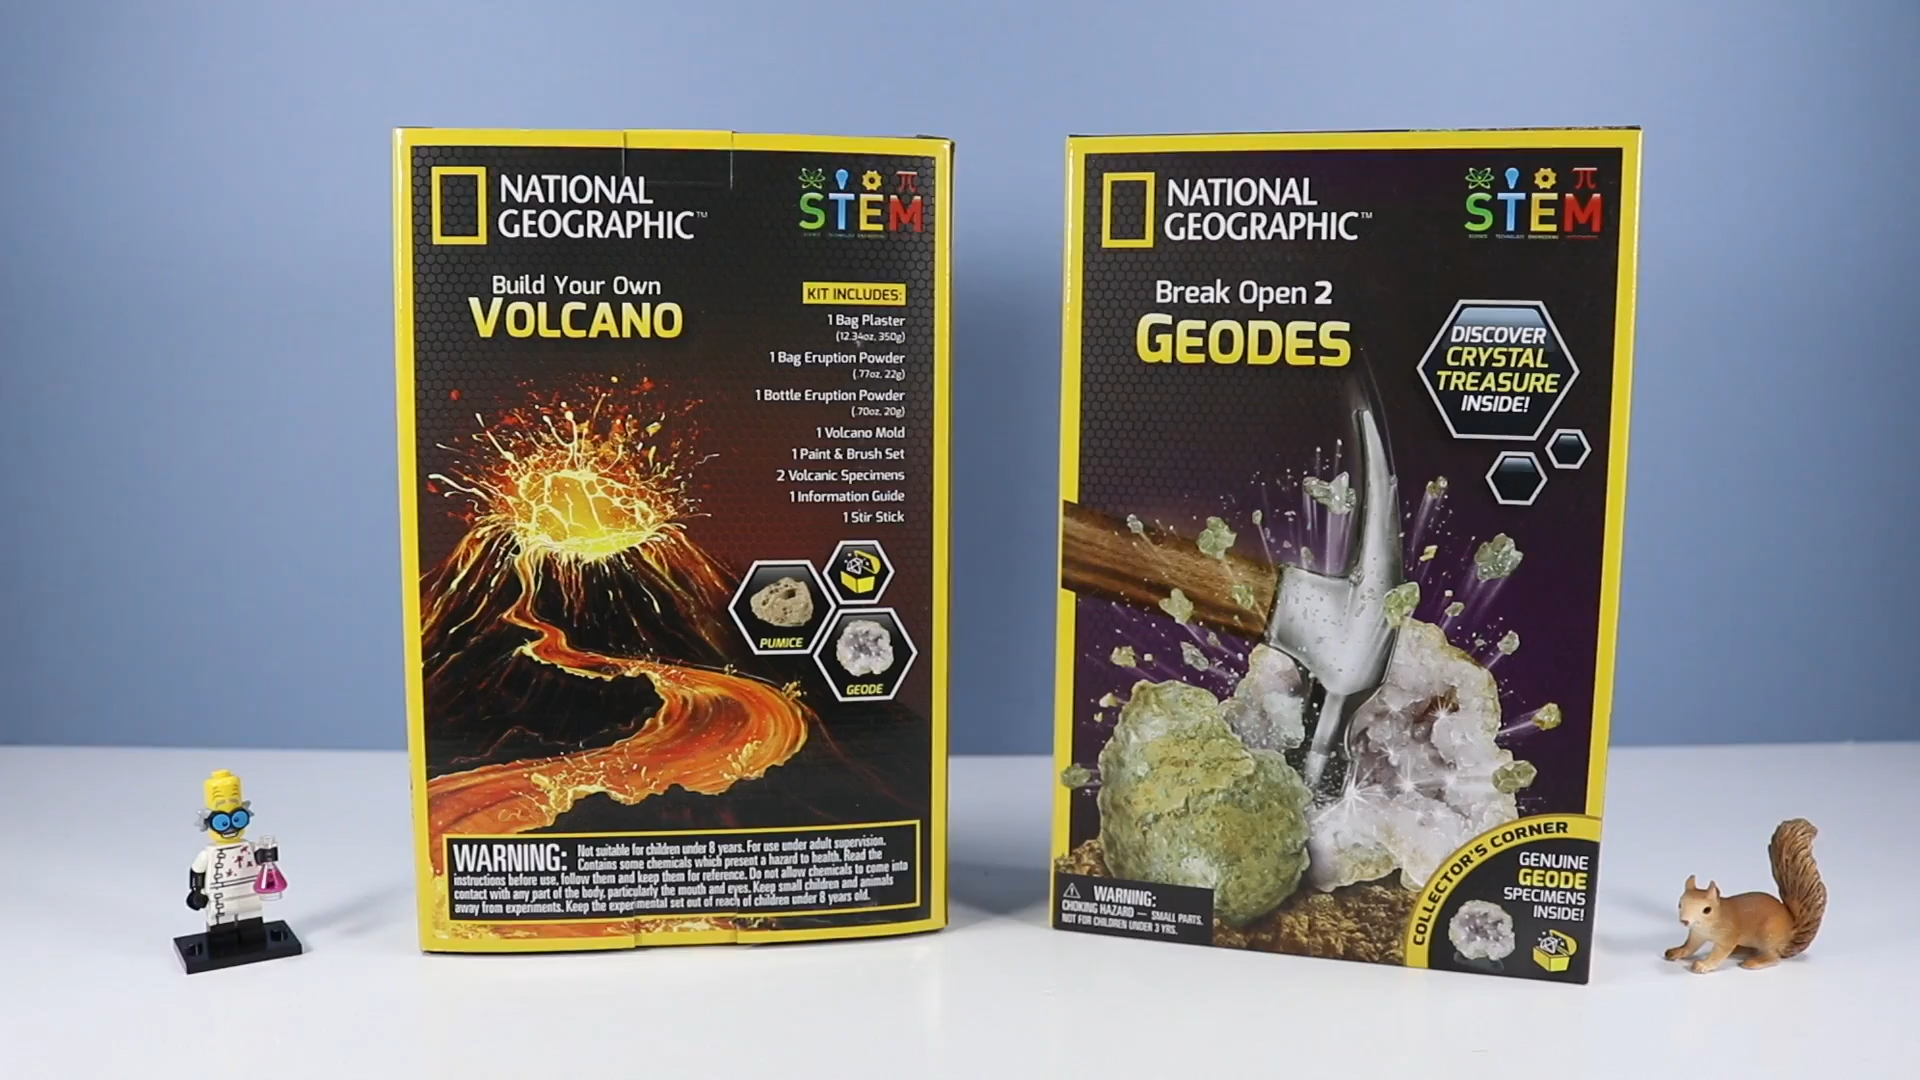 NATIONAL
GEOGRAPHIC™
STEM
Build Your Own
VOLCANO
KIT INCLUDES:
1 Bag Plaster
(12.34oz, 350g)
1 Bag Eruption Powder
(.77oz, 22g)
1 Bottle Eruption Powder
(.70oz, 20g)
1 Volcano Mold
1 Paint & Brush Set
2 Volcanic Specimens
1 Information Guide
1 Stir Stick
PUMICE
GEODE
WARNING: Not suitable for children under 8 years. For use under adult supervision.
Contains some chemicals which present a hazard to health. Read the
instructions before use, follow them and keep them for reference. Do not allow chemicals to come into
contact with any part of the body, particularly the mouth and eyes. Keep small children and animals
away from experiments. Keep the experimental set out of reach of children under 8 years old.
NATIONAL
GEOGRAPHIC™
STEM
SCIENCE TECHNOLOGY ENGINEERING
Break Open 2
GEODES
DISCOVER
CRYSTAL
TREASURE
INSIDE!
WARNING:
CHOKING HAZARD — SMALL PARTS.
NOT FOR CHILDREN UNDER 3 YRS.
COLLECTOR'S CORNER
GENUINE
GEODE
SPECIMENS
INSIDE!